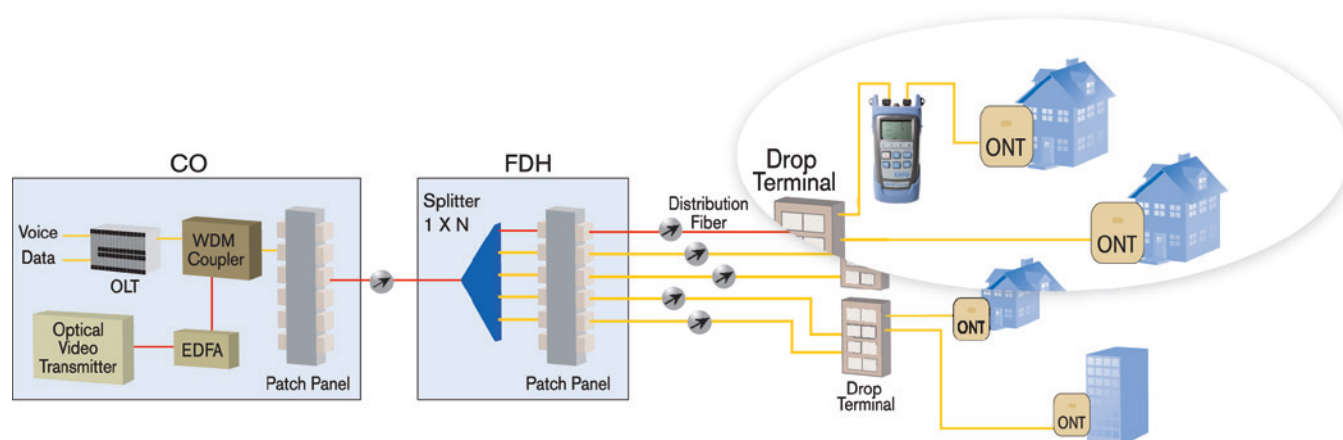 CO
Voice
Data
OLT
WDM
Coupler
Optical
Video
Transmitter
EDFA
Patch Panel
FDH
Splitter
1 X N
Patch Panel
Distribution
Fiber
Drop
Terminal
Drop
Terminal
ONT
ONT
ONT
ONT